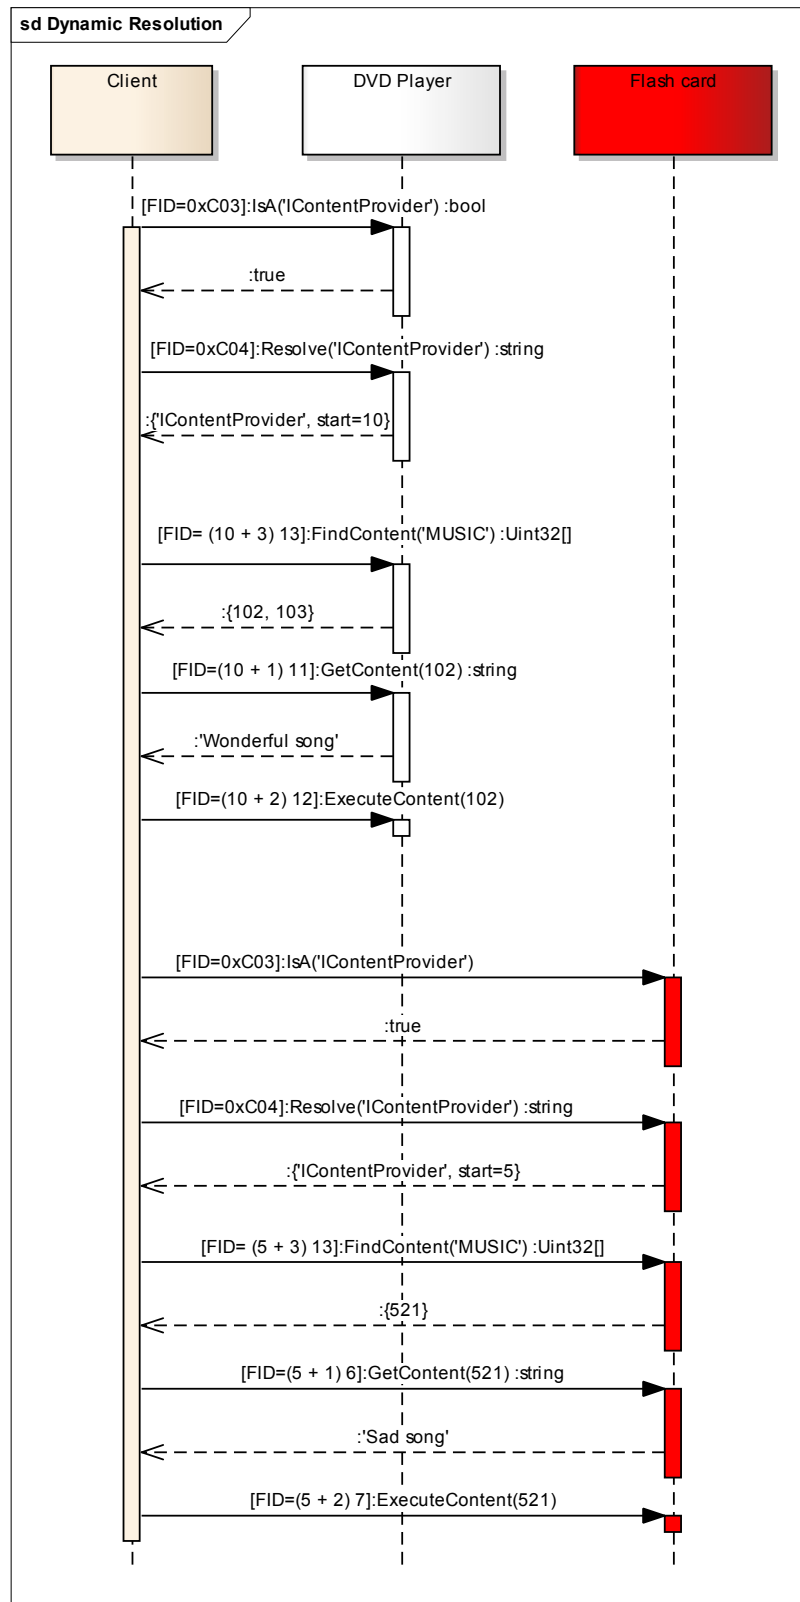 sd Dynamic Resolution
Client
DVD Player
Flash card
[FID=0xC03]:IsA('IContentProvider') :bool
:true
[FID=0xC04]:Resolve('IContentProvider') :string
:{'IContentProvider', start=10}
[FID= (10 + 3) 13]:FindContent('MUSIC') :Uint32[]
:{102, 103}
[FID=(10 + 1) 11]:GetContent(102) :string
:'Wonderful song'
[FID=(10 + 2) 12]:ExecuteContent(102)
[FID=0xC03]:IsA('IContentProvider')
:true
[FID=0xC04]:Resolve('IContentProvider') :string
:{'IContentProvider', start=5}
[FID= (5 + 3) 13]:FindContent('MUSIC') :Uint32[]
:{521}
[FID=(5 + 1) 6]:GetContent(521) :string
:'Sad song'
[FID=(5 + 2) 7]:ExecuteContent(521)